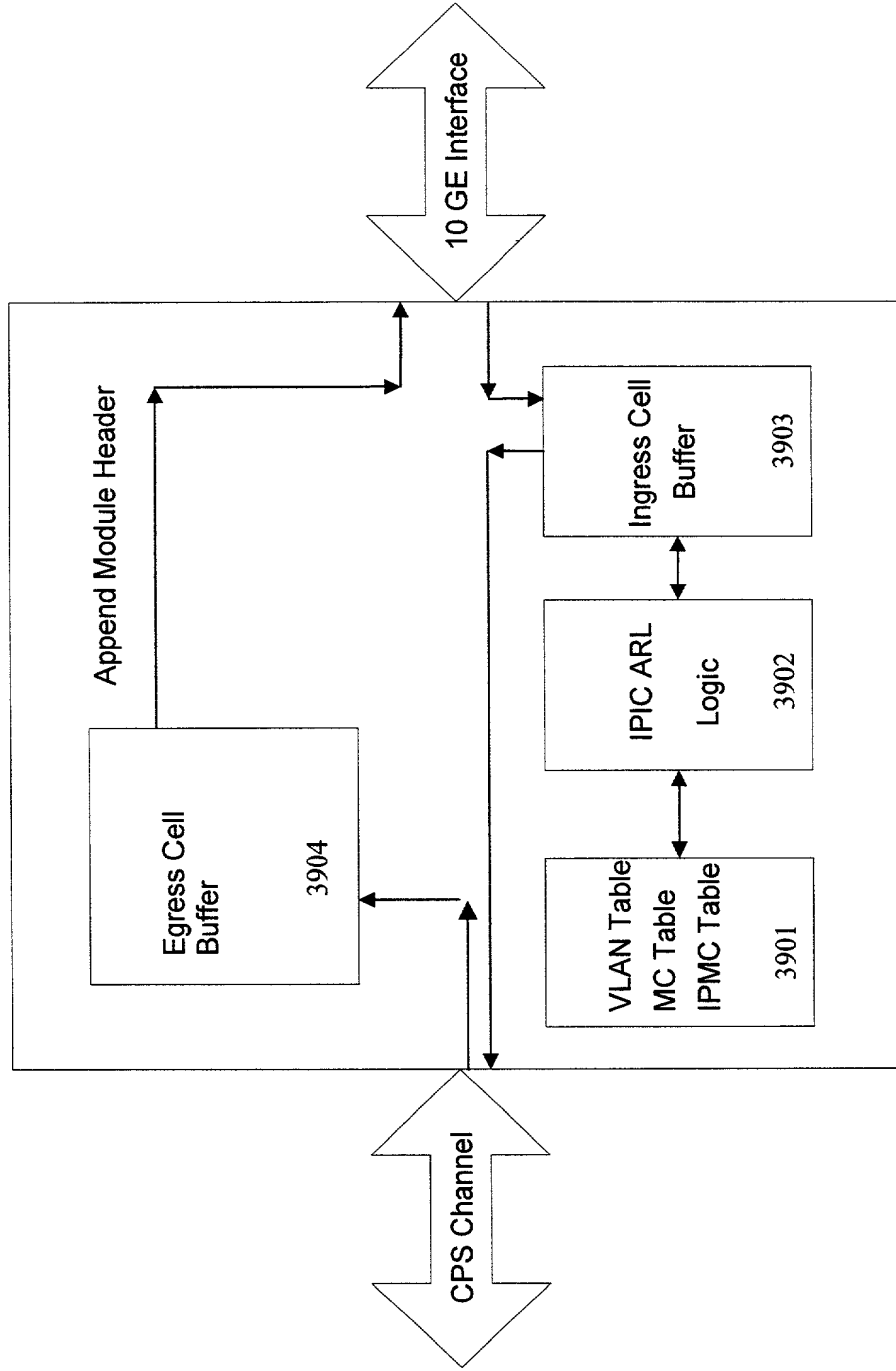 CPS Channel
10 GE Interface
Append Module Header
Egress Cell
Buffer
3904
VLAN Table
MC Table
IPMC Table
3901
IPIC ARL
Logic
3902
Ingress Cell
Buffer
3903